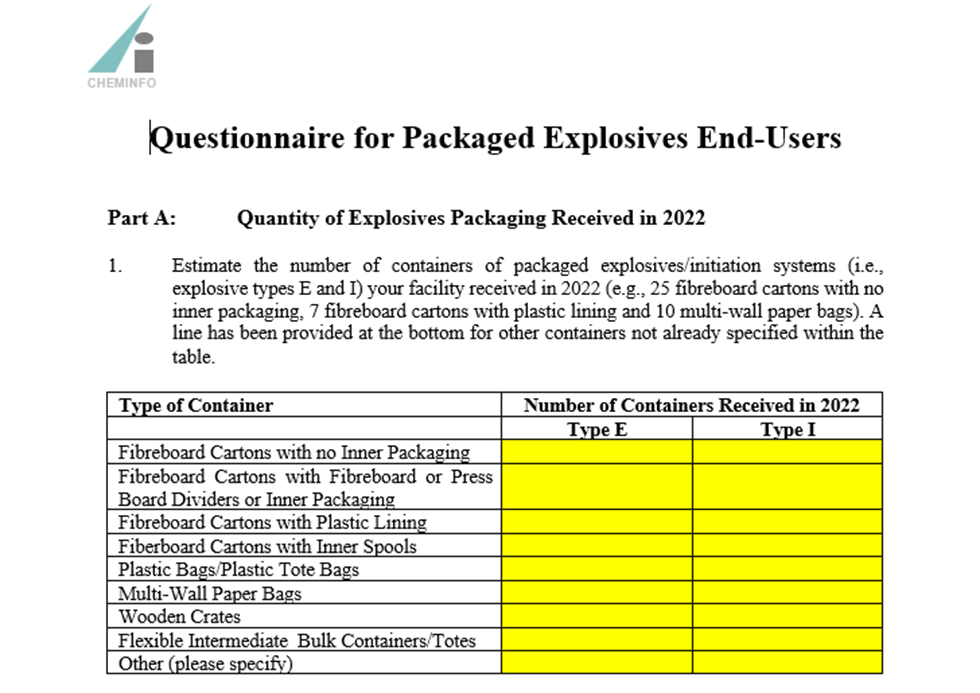 CHEMINFO
Questionnaire for Packaged Explosives End-Users
Part A: Quantity of Explosives Packaging Received in 2022
1. Estimate the number of containers of packaged explosives/initiation systems (i.e.,
explosive types E and I) your facility received in 2022 (e.g., 25 fibreboard cartons with no
inner packaging, 7 fibreboard cartons with plastic lining and 10 multi-wall paper bags). A
line has been provided at the bottom for other containers not already specified within the
table.
Type of Container Number of Containers Received in 2022
Type E Type I
Fibreboard Cartons with no Inner Packaging
Fibreboard Cartons with Fibreboard or Press
Board Dividers or Inner Packaging
Fibreboard Cartons with Plastic Lining
Fiberboard Cartons with Inner Spools
Plastic Bags/Plastic Tote Bags
Multi-Wall Paper Bags
Wooden Crates
Flexible Intermediate Bulk Containers/Totes
Other (please specify)